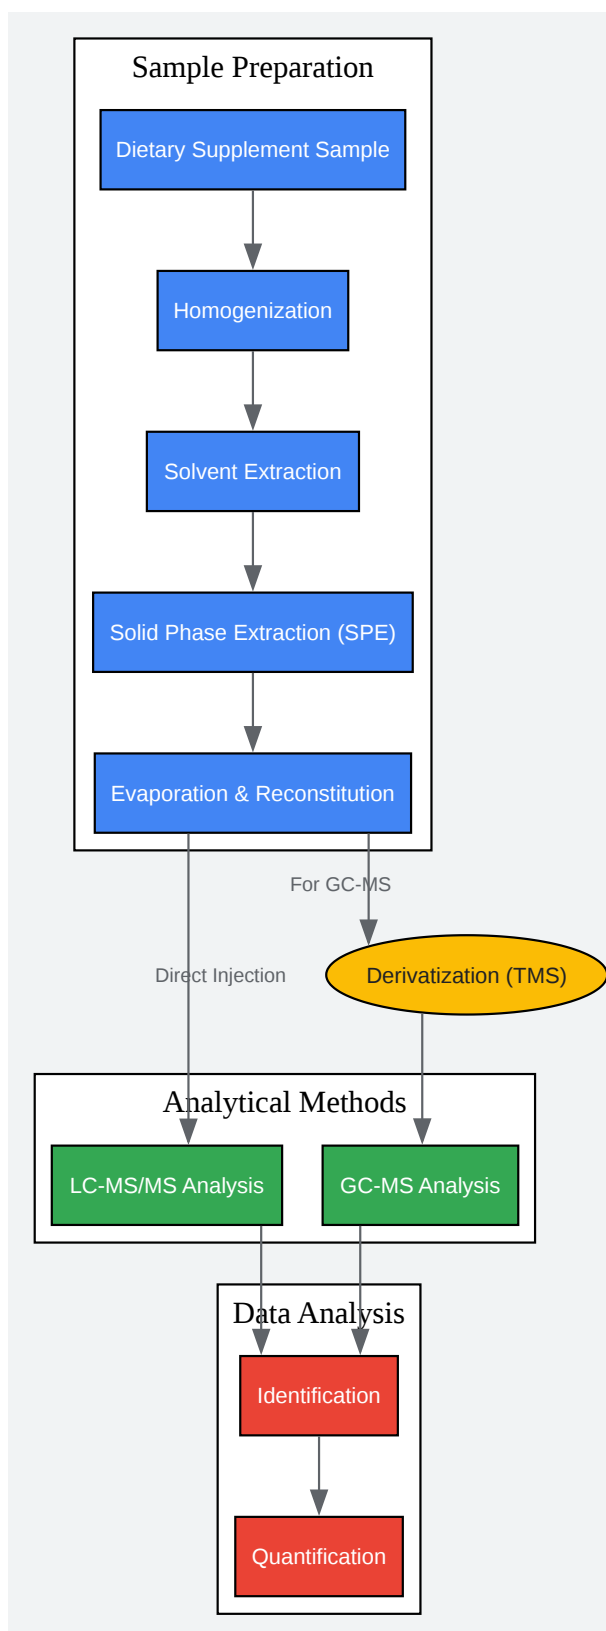 Sample Preparation
Dietary Supplement Sample
Homogenization
Solvent Extraction
Solid Phase Extraction (SPE)
Evaporation & Reconstitution
For GC-MS
Direct Injection
Derivatization (TMS)
Analytical Methods
LC-MS/MS Analysis
GC-MS Analysis
Data Analysis
Identification
Quantification